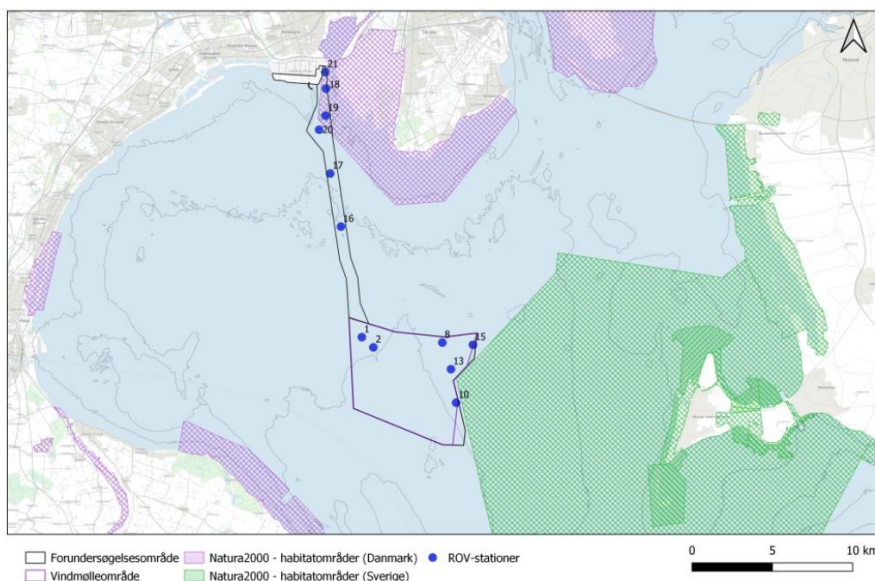 21
18
19
20
17
16
1
2
8
15
13
10
Forundersøgelsesområde
Natura2000 - habitatområder (Danmark)
ROV-stationer
Vindmølleområde
Natura2000 - habitatområder (Sverige)
0
5
10 km